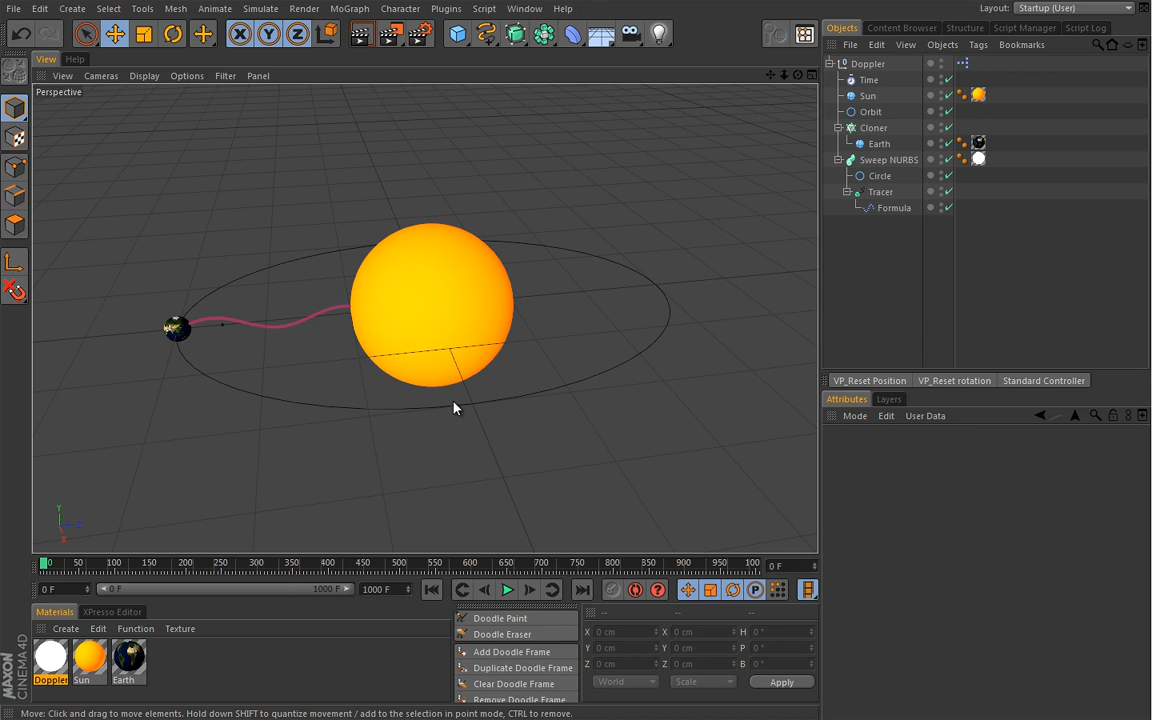 File Edit Create Select Tools Mesh Animate Simulate Render MoGraph Character Plugins Script Window Help
Layout: Startup (User)
X Y Z
Objects Content Browser Structure Script Manager Script Log
View Help
File Edit View Objects Tags Bookmarks
View Cameras Display Options Filter Panel
Perspective
Doppler
Time
Sun
Orbit
Cloner
Earth
Sweep NURBS
Circle
Tracer
Formula
VP_Reset Position VP_Reset rotation Standard Controller
Attributes Layers
Mode Edit User Data
Y
Z
X
0 50 100 150 200 250 300 350 400 450 500 550 600 650 700 750 800 850 900 950 100 0 F
0 F 0 F 1000 F 1000 F
P
Materials XPresso Editor
Create Edit Function Texture
Doppler Sun Earth
MAXON
CINEMA 4D
Doodle Paint
Doodle Eraser
Add Doodle Frame
Duplicate Doodle Frame
Clear Doodle Frame
Remove Doodle Frame
-- -- --
X 0 cm X 0 cm H 0 °
Y 0 cm Y 0 cm P 0 °
Z 0 cm Z 0 cm B 0 °
World Scale Apply
Move: Click and drag to move elements. Hold down SHIFT to quantize movement / add to the selection in point mode, CTRL to remove.